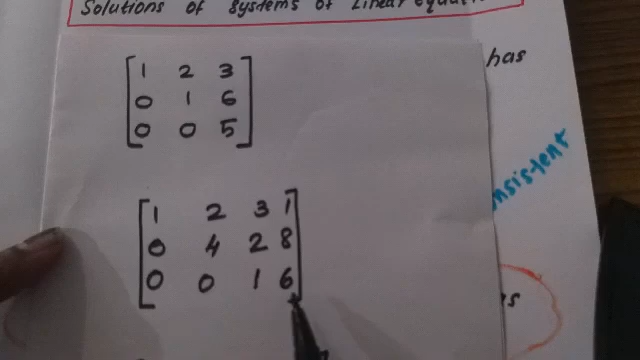 Solutions of Systems of Linear
has
1 2 3
0 1 6
0 0 5
nsistent
1 2 3 1
0 4 2 8
0 0 1 6